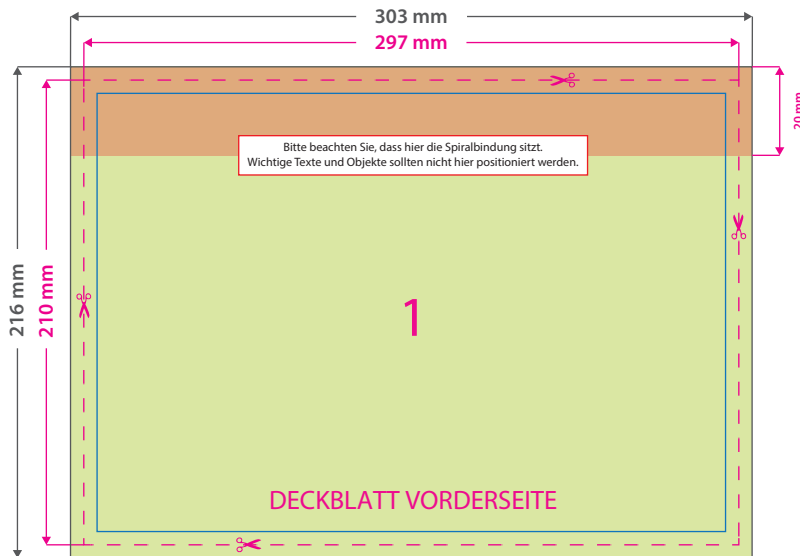 303 mm
297 mm
20 mm
Bitte beachten Sie, dass hier die Spiralbindung sitzt.
Wichtige Texte und Objekte sollten nicht hier positioniert werden.
216 mm
210 mm
1
DECKBLATT VORDERSEITE